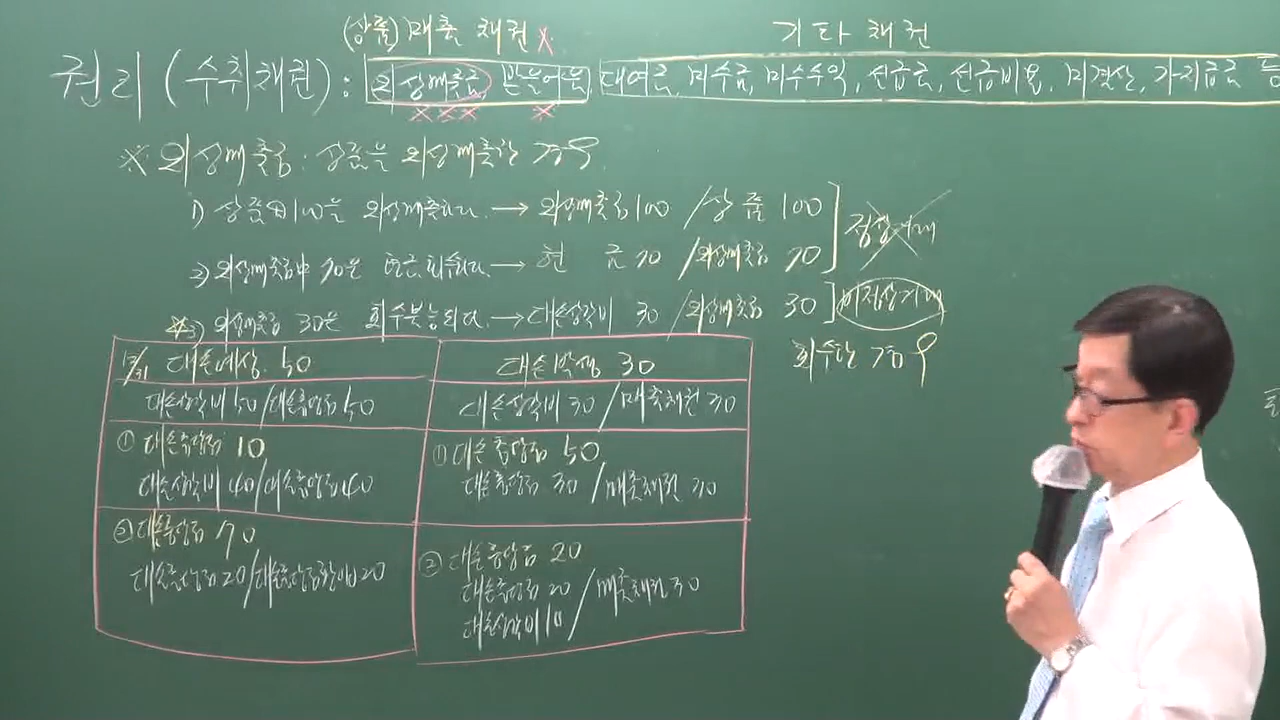 (상품) 매출 채권 X 기타 채권
권리 (수취채권) : 외상매출금, 받을어음, 대여금, 미수금, 미수수익, 선급금, 선급비용, 미결산, 가지급금 등
××× ×
※ 외상매출금 : 상품을 외상매출한 경우
1) 상품 ₩100을 외상매출하다. → 외상매출금 100 / 상품 100 ] 정상거래
2) 외상매출금中 70은 현금회수하다. → 현금 70 / 외상매출금 70
☆3) 외상매출금 30은 회수불능되다. → 대손상각비 30 / 외상매출금 30 ] 비정상거래
회수한 경우
12/31 대손예상 50
대손발생 30
대손상각비 50 / 대손충당금 50
대손상각비 30 / 매출채권 30
① 대손충당금 10
① 대손충당금 50
대손상각비 40 / 대손충당금 40
대손충당금 30 / 매출채권 30
② 대손충당금 70
② 대손충당금 20
대손충당금 20 / 대손충당금환입 20
대손충당금 20 / 매출채권 30
대손상각비 10